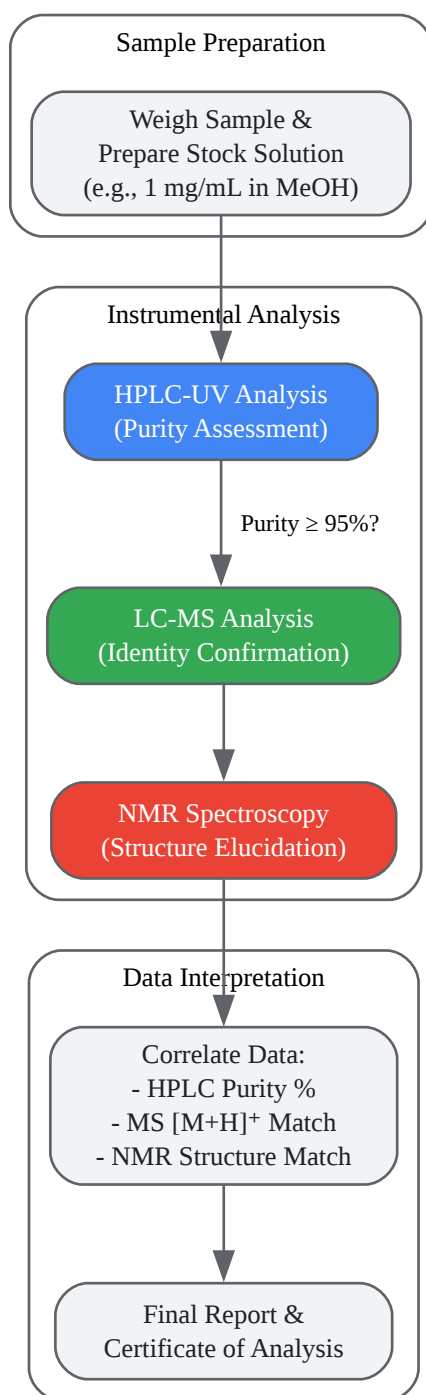 Sample Preparation
Weigh Sample &
Prepare Stock Solution
(e.g., 1 mg/mL in MeOH)
Instrumental Analysis
HPLC-UV Analysis
(Purity Assessment)
Purity ≥ 95%?
LC-MS Analysis
(Identity Confirmation)
NMR Spectroscopy
(Structure Elucidation)
Data Interpretation
Correlate Data:
- HPLC Purity %
- MS [M+H]⁺ Match
- NMR Structure Match
Final Report &
Certificate of Analysis